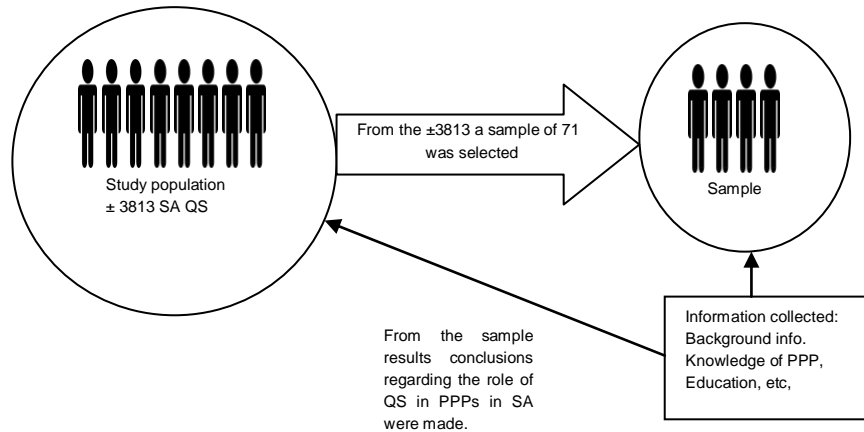 Study population
± 3813 SA QS
From the ±3813 a sample of 71
was selected
Sample
From the sample
results conclusions
regarding the role of
QS in PPPs in SA
were made.
Information collected:
Background info.
Knowledge of PPP,
Education, etc,